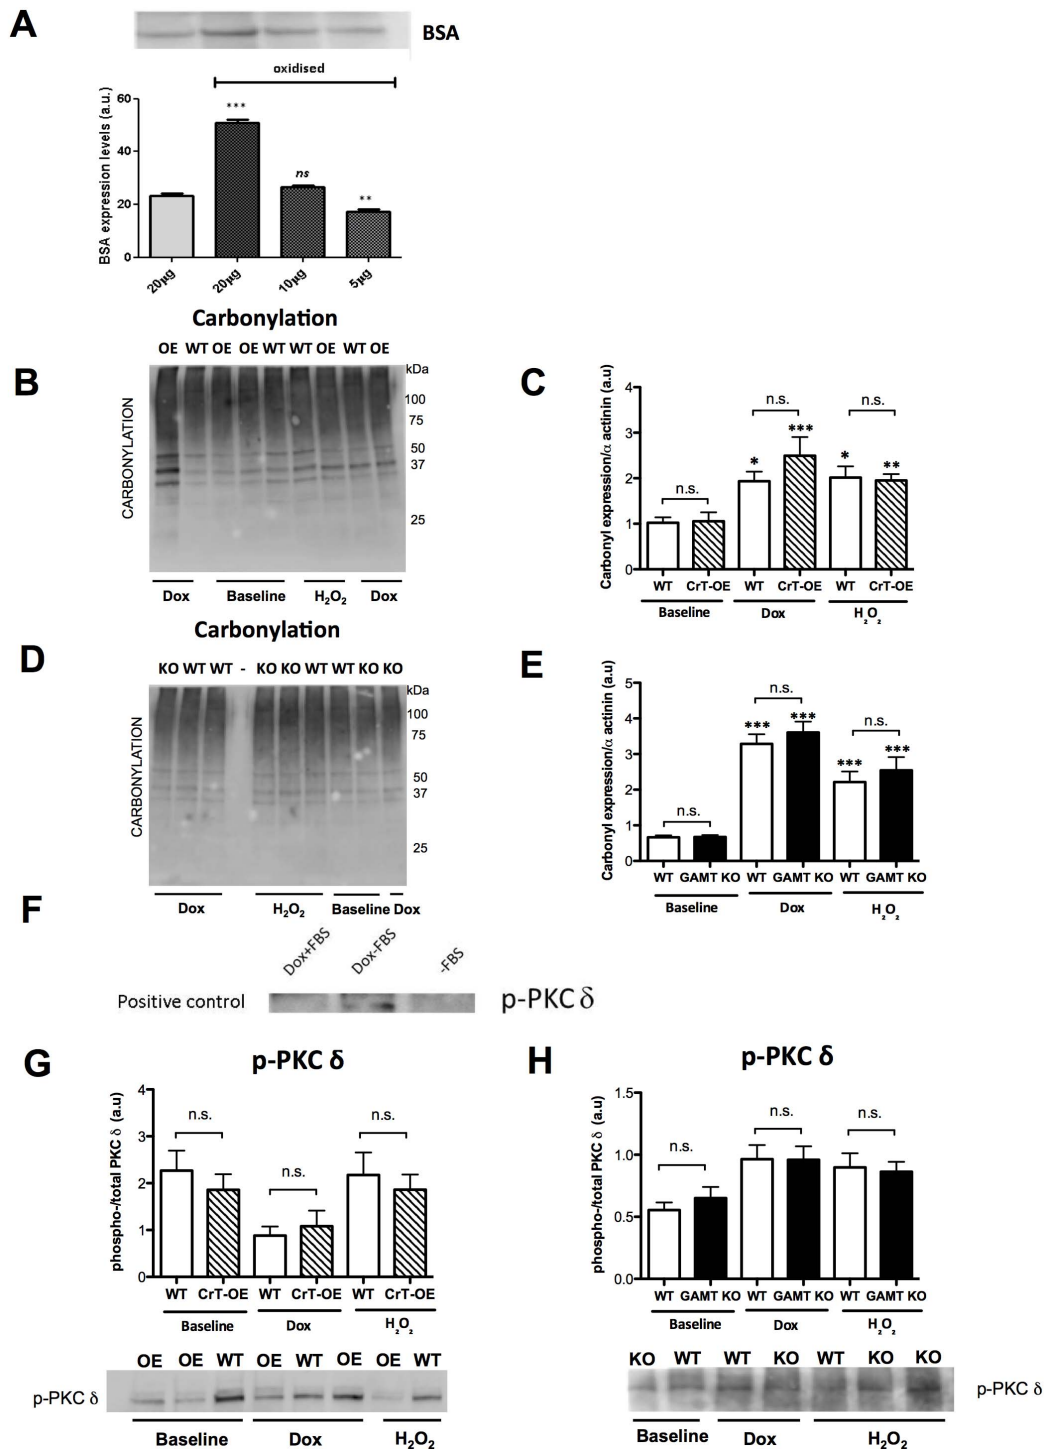 A
BSA
oxidised
BSA expression levels (a.u.)
60
40
20
0
***
ns
**
20µg
20µg
10µg
5µg
Carbonylation
B
OE WT OE OE WT WT OE WT OE
kDa
100
75
50
37
25
CARBONYLATION
Dox
Baseline
H₂O₂
Dox
C
Carbonyl expression/α actinin (a.u)
4
3
2
1
0
n.s.
n.s.
n.s.
*
***
*
**
WT CrT-OE WT CrT-OE WT CrT-OE
Baseline
Dox
H₂O₂
Carbonylation
D
KO WT WT - KO KO WT WT KO KO
kDa
100
75
50
37
25
CARBONYLATION
Dox
H₂O₂
Baseline Dox
E
Carbonyl expression/α actinin (a.u)
5
4
3
2
1
0
n.s.
n.s.
n.s.
***
***
***
***
WT GAMT KO WT GAMT KO WT GAMT KO
Baseline
Dox
H₂O₂
F
Dox+FBS
Dox-FBS
-FBS
Positive control
p-PKC δ
G
p-PKC δ
phospho-/total PKC δ (a.u)
4
3
2
1
0
n.s.
n.s.
n.s.
WT CrT-OE WT CrT-OE WT CrT-OE
Baseline
Dox
H₂O₂
OE OE WT OE WT OE OE WT
p-PKC δ
Baseline
Dox
H₂O₂
H
p-PKC δ
phospho-/total PKC δ (a.u)
1.5
1.0
0.5
0.0
n.s.
n.s.
n.s.
WT GAMT KO WT GAMT KO WT GAMT KO
Baseline
Dox
H₂O₂
KO WT WT KO WT KO KO
p-PKC δ
Baseline
Dox
H₂O₂